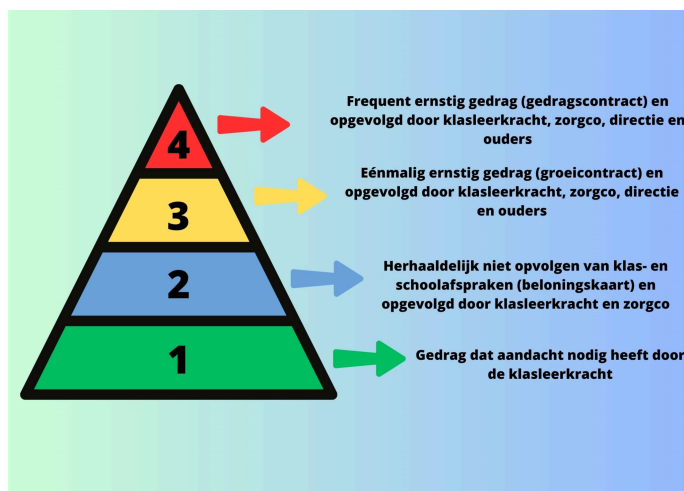 4
Frequent ernstig gedrag (gedragscontract) en
opgevolgd door klasleerkracht, zorgco, directie en
ouders
3
Eénmalig ernstig gedrag (groeicontract) en
opgevolgd door klasleerkracht, zorgco, directie
en ouders
2
Herhaaldelijk niet opvolgen van klas- en
schoolafspraken (beloningskaart) en
opgevolgd door klasleerkracht en zorgco
1
Gedrag dat aandacht nodig heeft door
de klasleerkracht